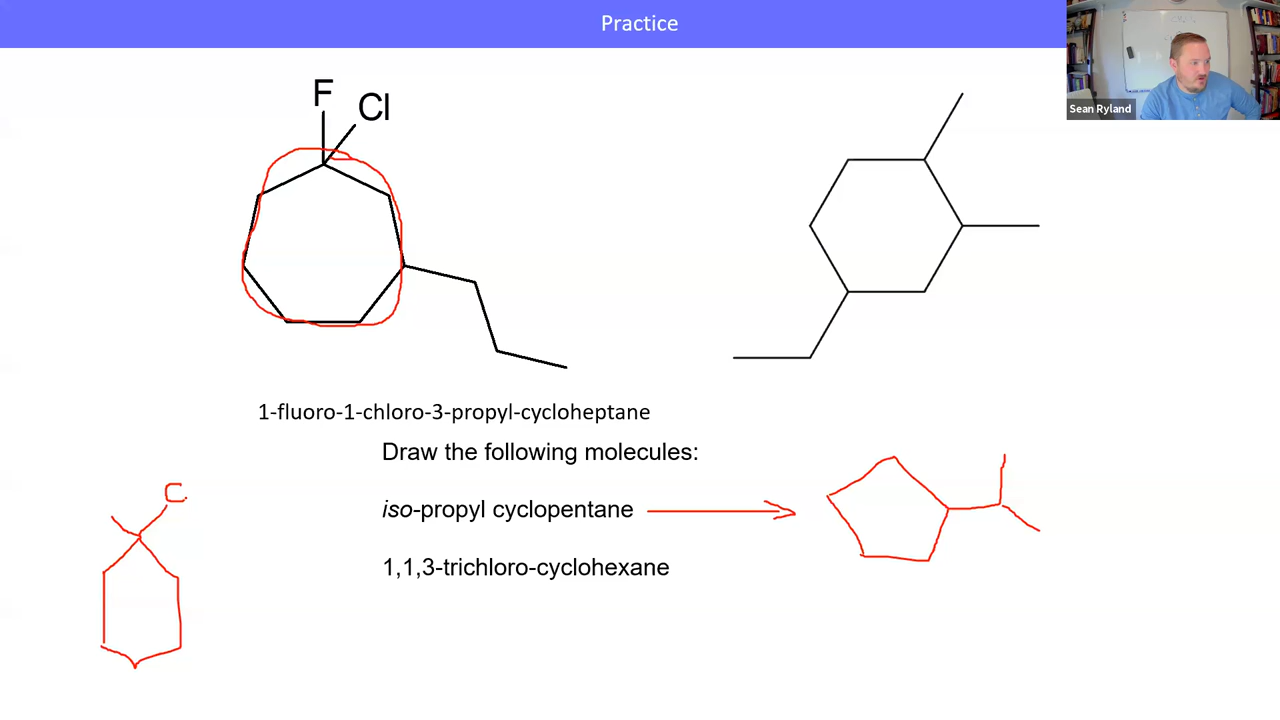 Practice
Sean Ryland
F
Cl
1-fluoro-1-chloro-3-propyl-cycloheptane
Draw the following molecules:
iso-propyl cyclopentane
1,1,3-trichloro-cyclohexane
C